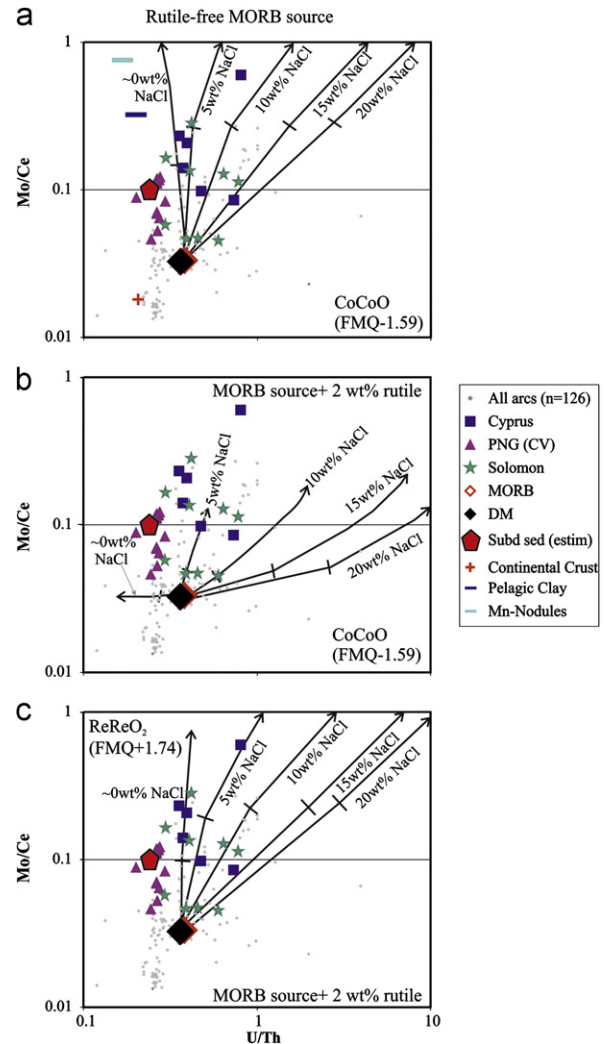 a
Rutile-free MORB source
1
~0wt%
NaCl
5wt% NaCl
10wt% NaCl
15wt% NaCl
20wt% NaCl
Mo/Ce
0.1
CoCoO
(FMQ-1.59)
0.01
b
1
MORB source+ 2 wt% rutile
5wt% NaCl
10wt% NaCl
15wt% NaCl
20wt% NaCl
Mo/Ce
0.1
~0wt%
NaCl
CoCoO
(FMQ-1.59)
0.01
All arcs (n=126)
Cyprus
PNG (CV)
Solomon
MORB
DM
Subd sed (estim)
Continental Crust
Pelagic Clay
Mn-Nodules
c
1
ReReO₂
(FMQ+1.74)
~0wt% NaCl
5wt% NaCl
10wt% NaCl
15wt% NaCl
20wt% NaCl
Mo/Ce
0.1
MORB source+ 2 wt% rutile
0.01
0.1
1
10
U/Th